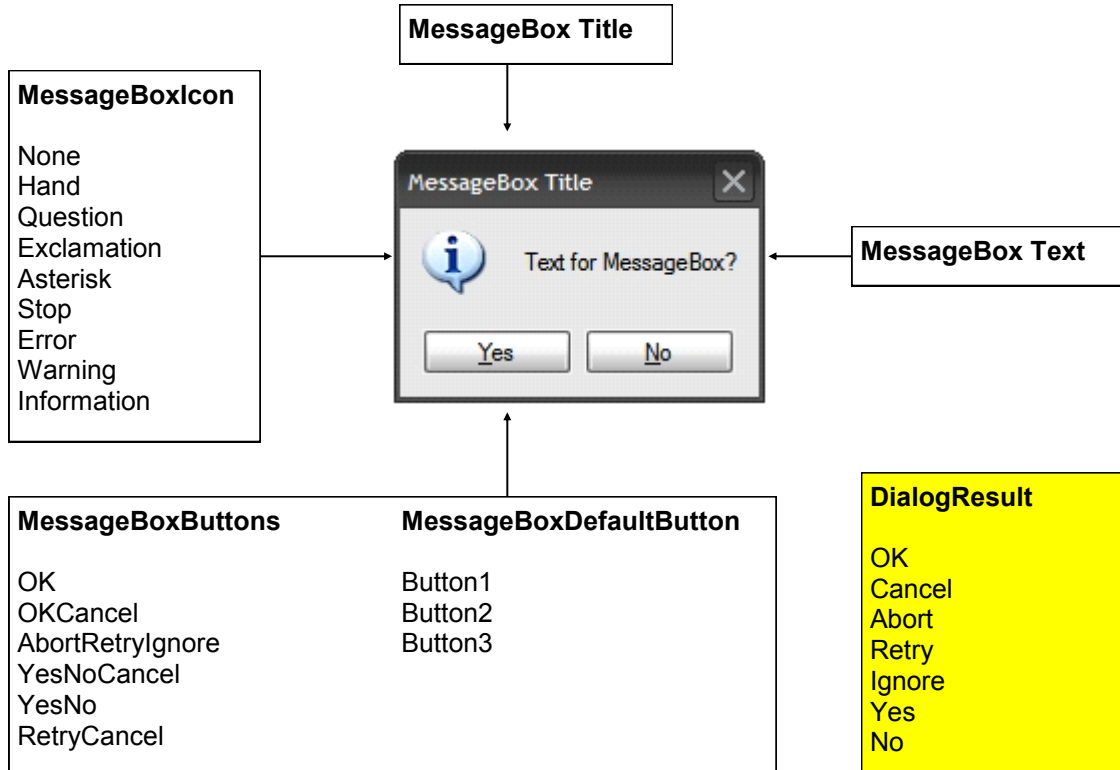 MessageBox Title
MessageBoxIcon
None
Hand
Question
Exclamation
Asterisk
Stop
Error
Warning
Information
MessageBox Title
Text for MessageBox?
Yes
No
MessageBox Text
MessageBoxButtons
OK
OKCancel
AbortRetryIgnore
YesNoCancel
YesNo
RetryCancel
MessageBoxDefaultButton
Button1
Button2
Button3
DialogResult
OK
Cancel
Abort
Retry
Ignore
Yes
No